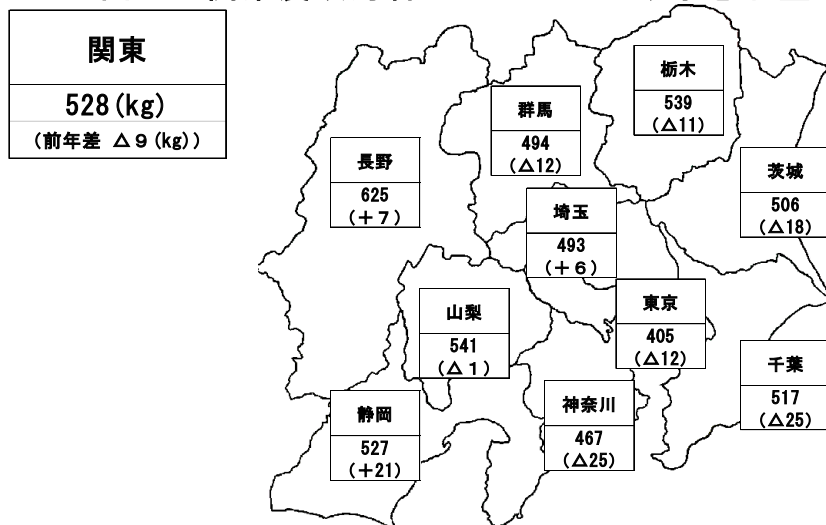 関東
528(kg)
(前年差 △9(kg))
栃木
539
(△11)
群馬
494
(△12)
長野
625
(+7)
茨城
506
(△18)
埼玉
493
(+6)
山梨
541
(△1)
東京
405
(△12)
千葉
517
(△25)
静岡
527
(+21)
神奈川
467
(△25)